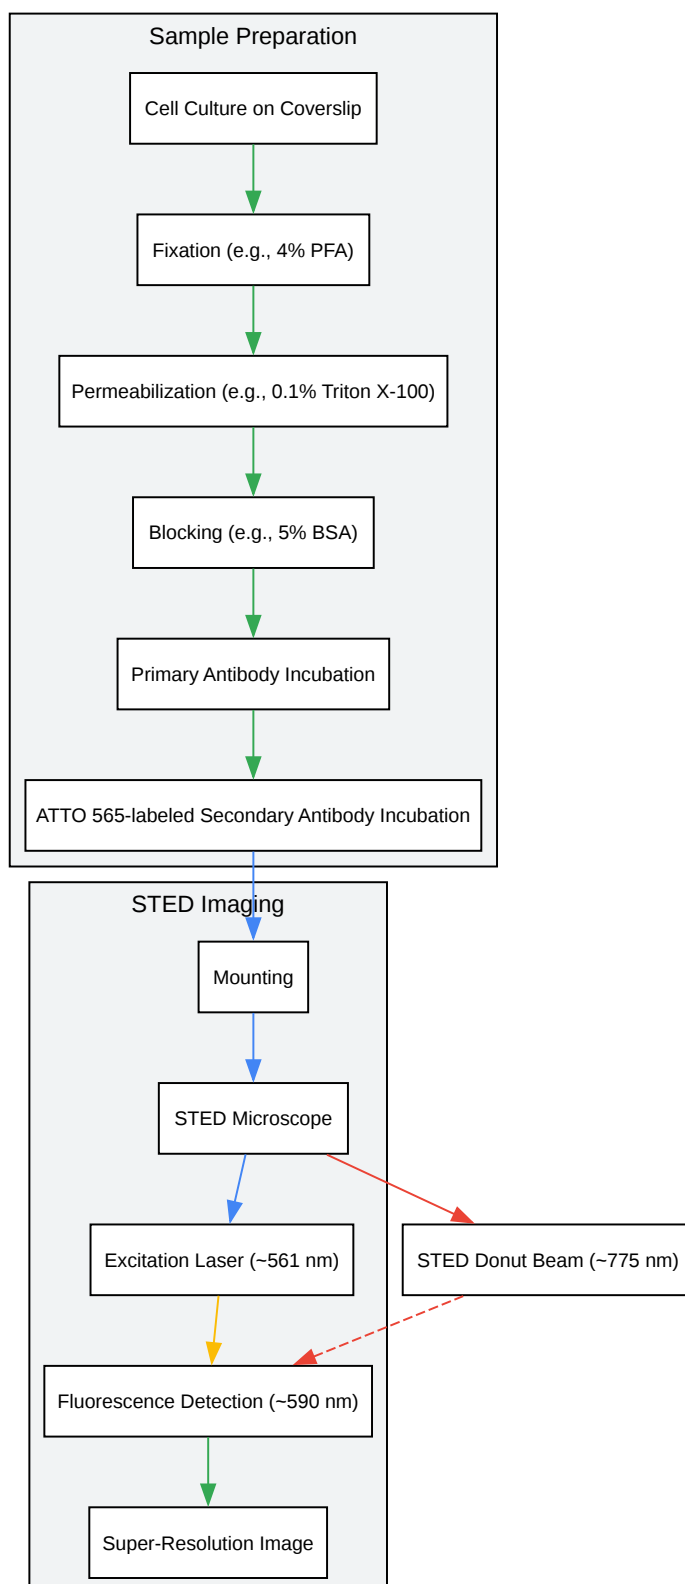 Sample Preparation
Cell Culture on Coverslip
Fixation (e.g., 4% PFA)
Permeabilization (e.g., 0.1% Triton X-100)
Blocking (e.g., 5% BSA)
Primary Antibody Incubation
ATTO 565-labeled Secondary Antibody Incubation
STED Imaging
Mounting
STED Microscope
Excitation Laser (~561 nm)
STED Donut Beam (~775 nm)
Fluorescence Detection (~590 nm)
Super-Resolution Image